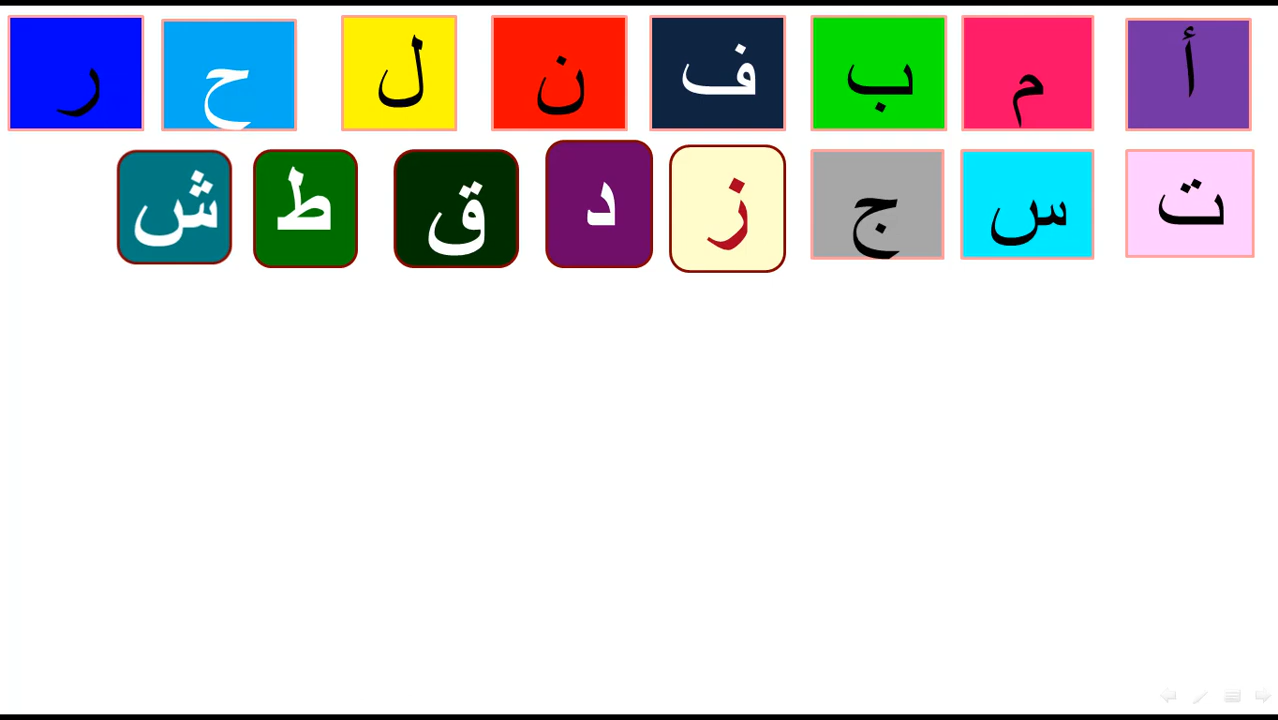 أ م ب ف ن ل ح ر
ت س ج ز د ق ط ش